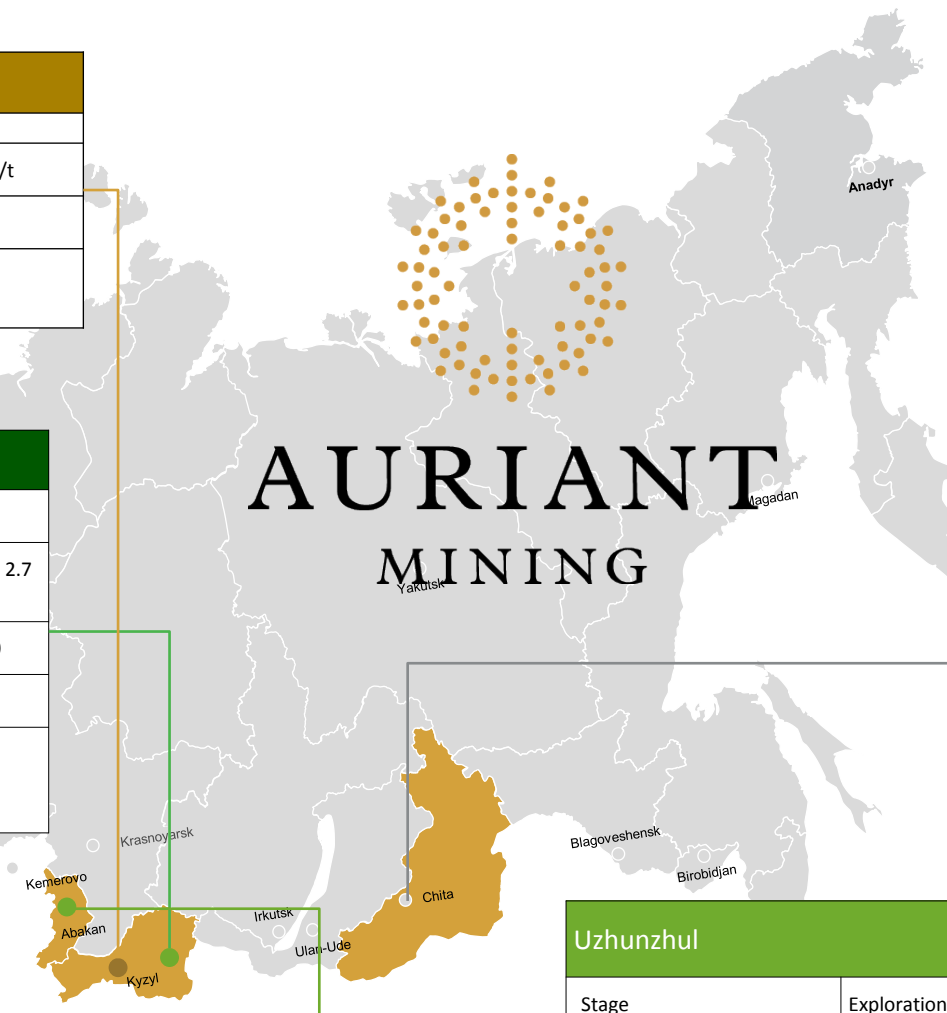 /t
Anadyr
AURIANT
Magadan
MINING
2.7
Yakutsk
)
Krasnoyarsk
Blagoveshensk
Birobidjan
Kemerovo
Chita
Irkutsk
Abakan
Ulan-Ude
Kyzyl
Uzhunzhul
Stage Exploration